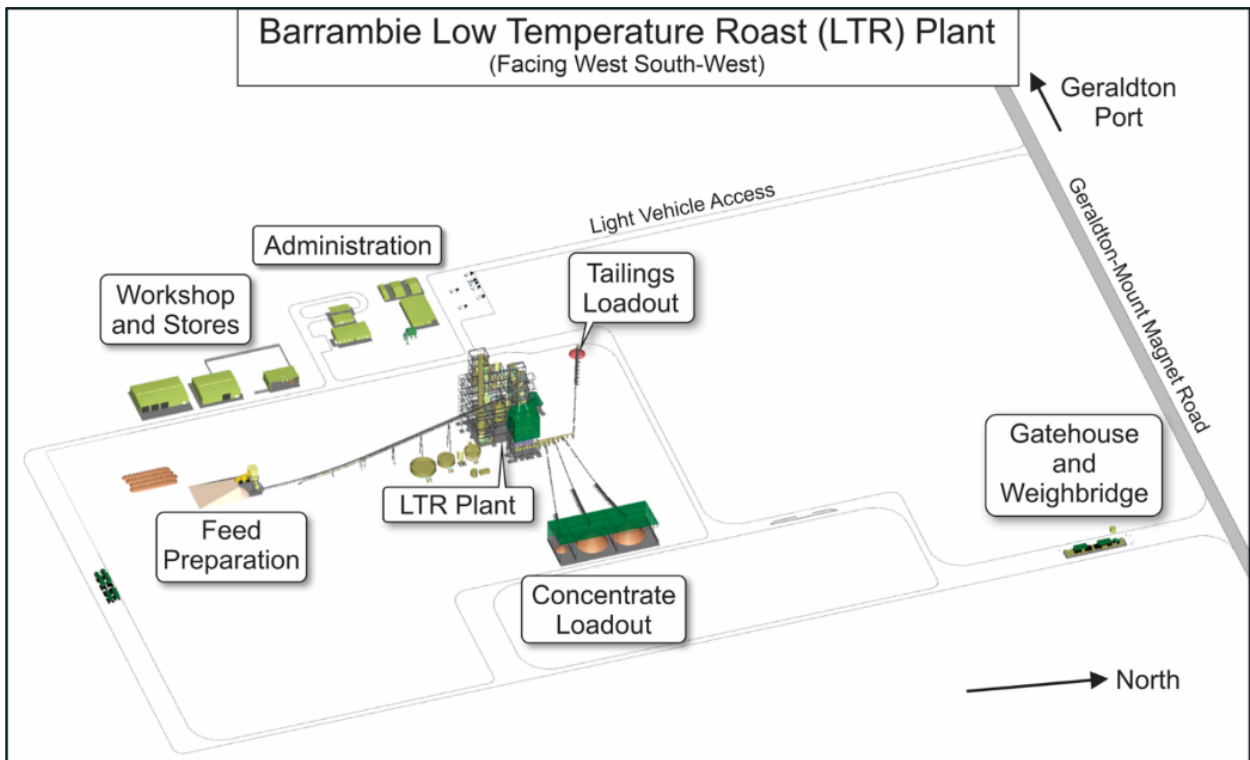 Barrambie Low Temperature Roast (LTR) Plant
(Facing West South-West)
Geraldton
Port
Geraldton-Mount Magnet Road
Light Vehicle Access
Administration
Tailings
Loadout
Workshop
and Stores
Gatehouse
and
Weighbridge
LTR Plant
Feed
Preparation
Concentrate
Loadout
North